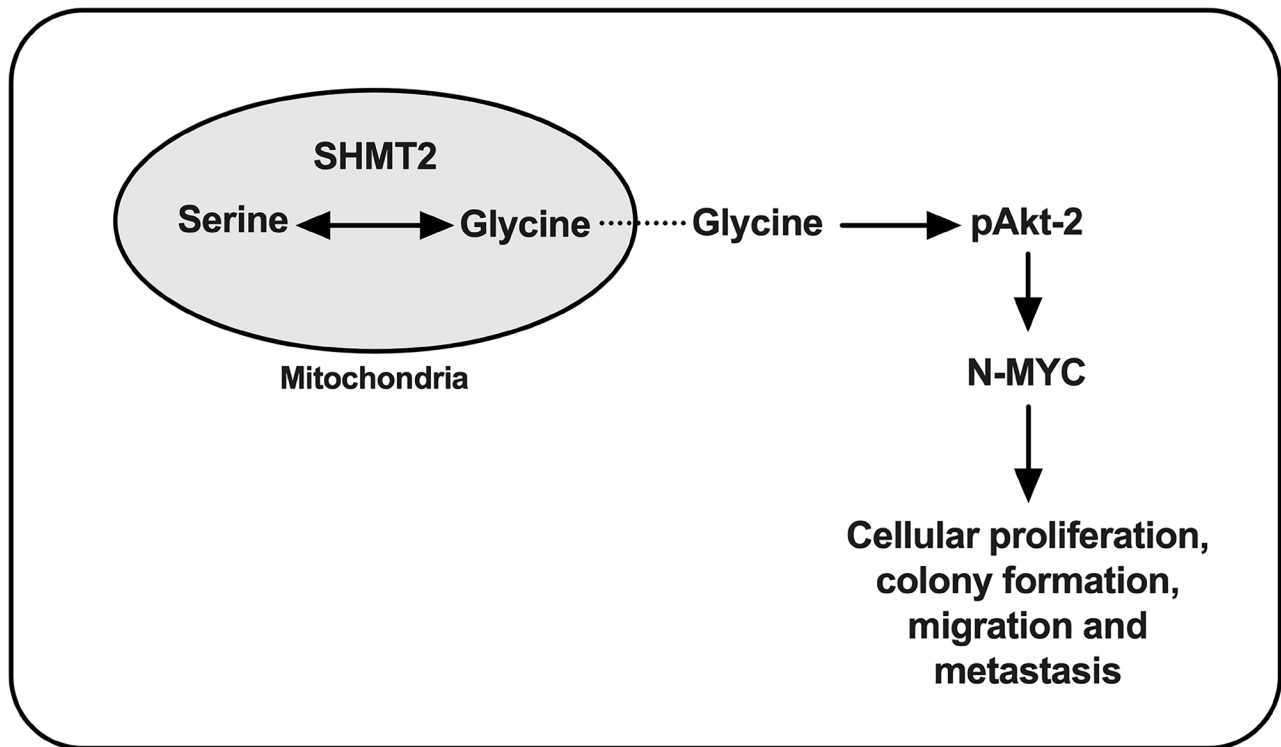 SHMT2
Serine Glycine Glycine pAkt-2
Mitochondria
N-MYC
Cellular proliferation,
colony formation,
migration and
metastasis